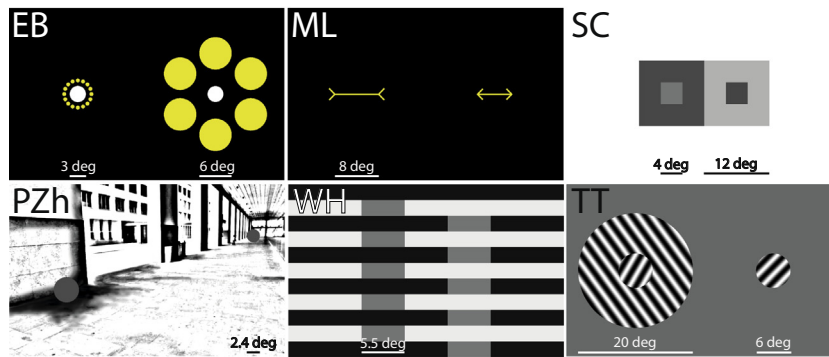 EB
3 deg
6 deg
ML
8 deg
SC
4 deg
12 deg
PZh
2.4 deg
WH
5.5 deg
TT
20 deg
6 deg